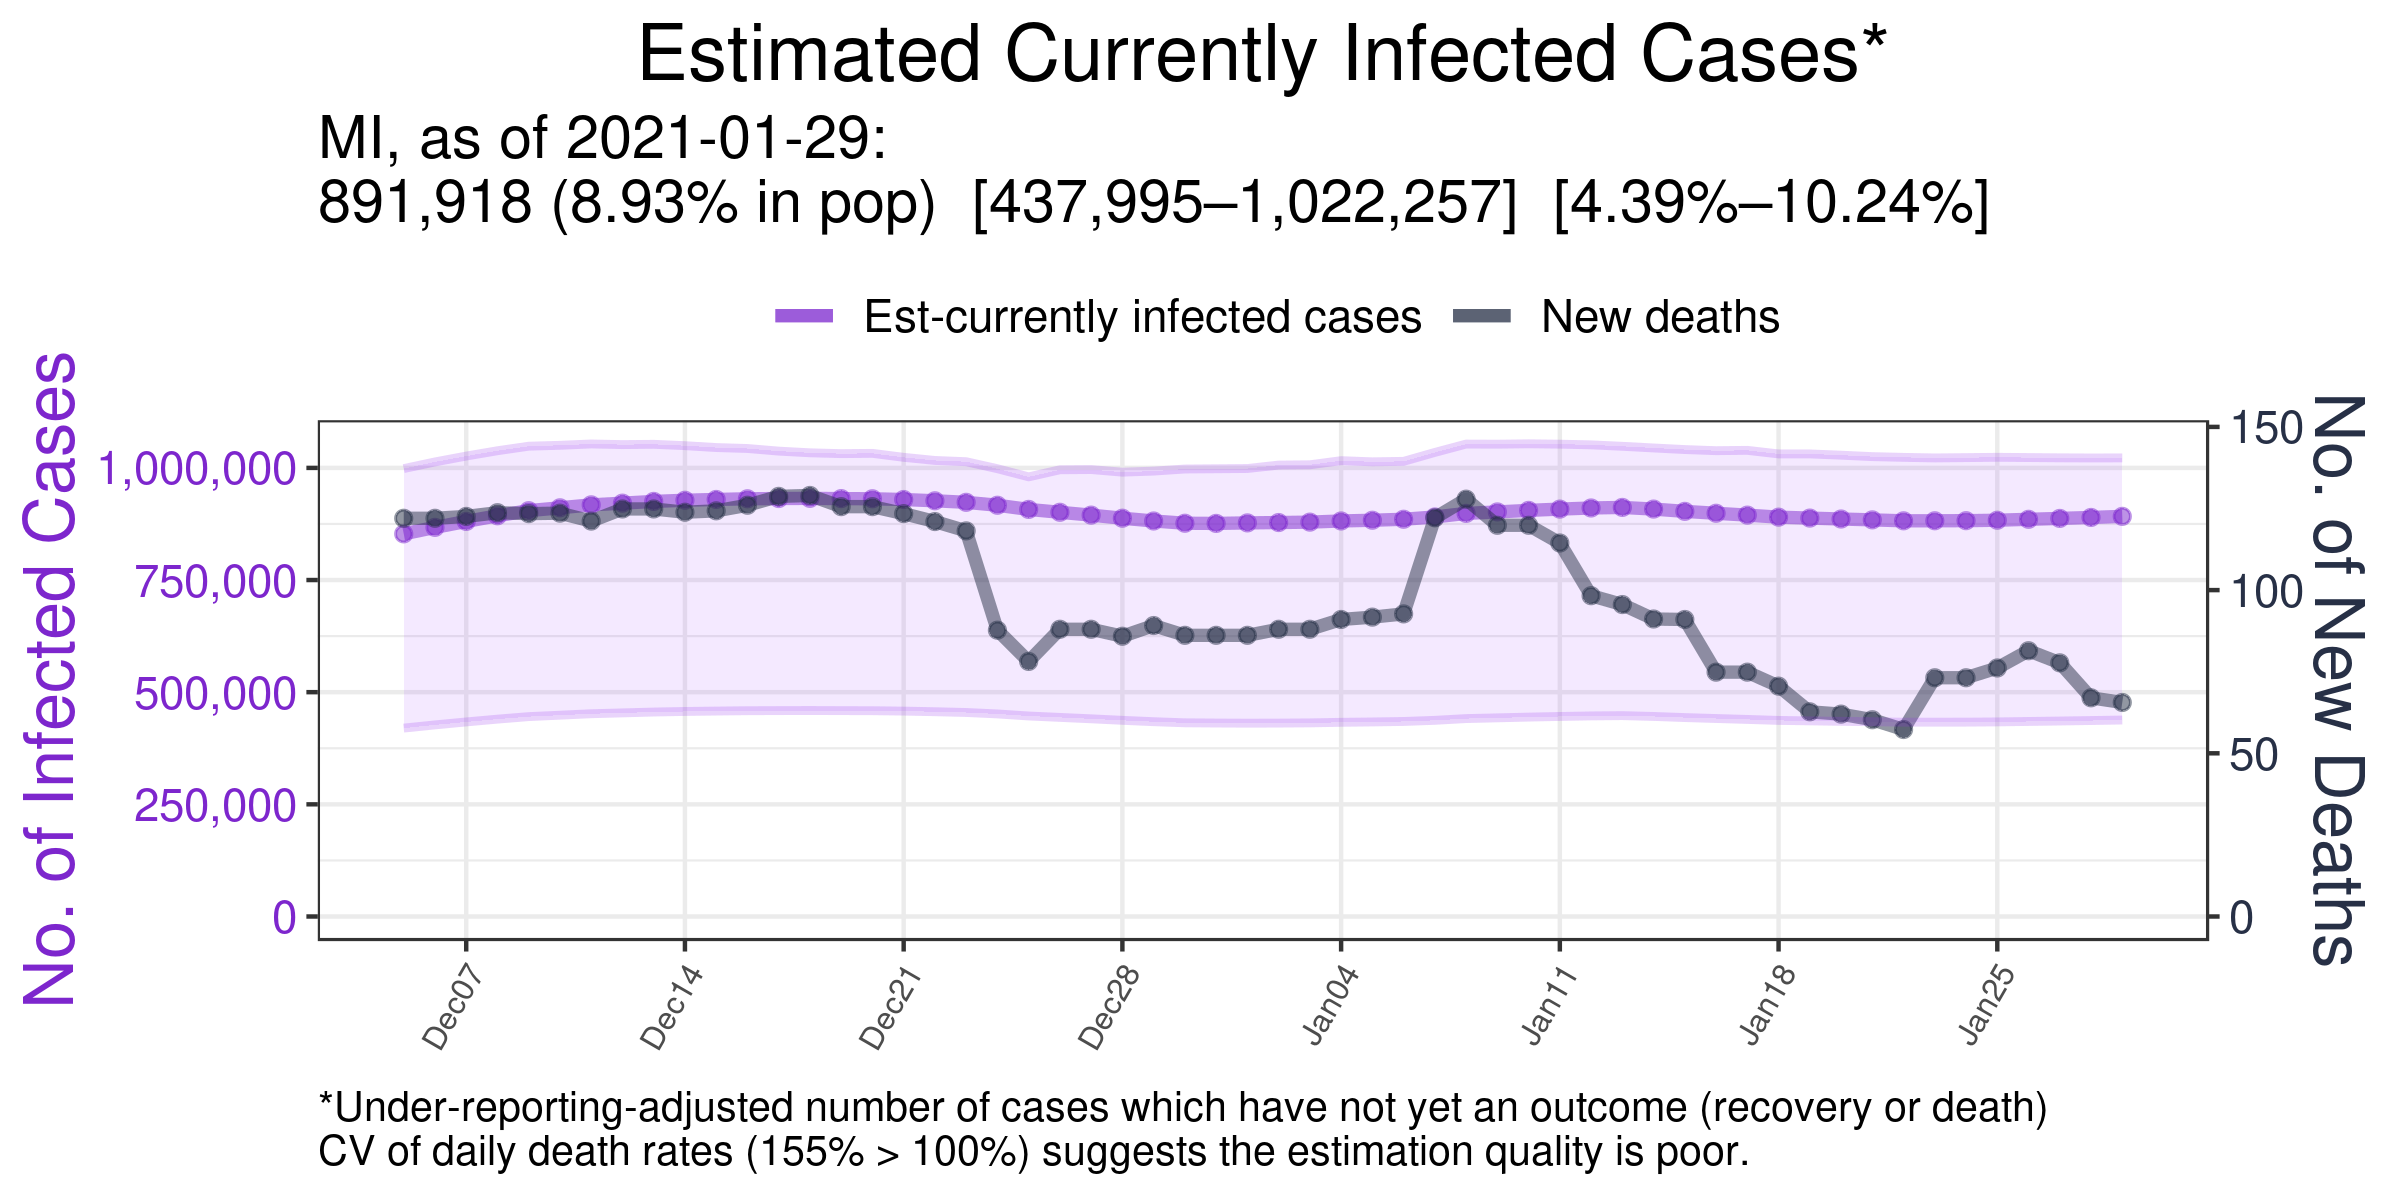 Estimated Currently Infected Cases*
MI, as of 2021-01-29:
891,918 (8.93% in pop)  [437,995–1,022,257]  [4.39%–10.24%]
Est-currently infected cases
New deaths
No. of Infected Cases
1,000,000
750,000
500,000
250,000
0
150
100
50
0
No. of New Deaths
Dec07
Dec14
Dec21
Dec28
Jan04
Jan11
Jan18
Jan25
*Under-reporting-adjusted number of cases which have not yet an outcome (recovery or death)
CV of daily death rates (155% > 100%) suggests the estimation quality is poor.